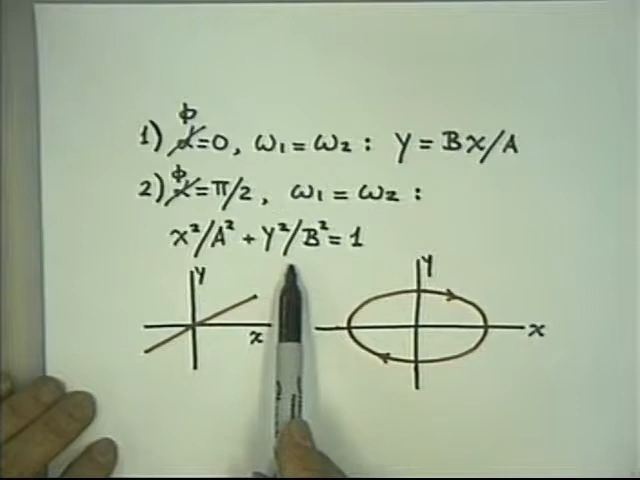 ϕ
1) α=0, ω₁=ω₂ : Y = BX/A
ϕ
2) α=π/2, ω₁=ω₂ :
X²/A² + Y²/B² = 1
Y
x
Y
x